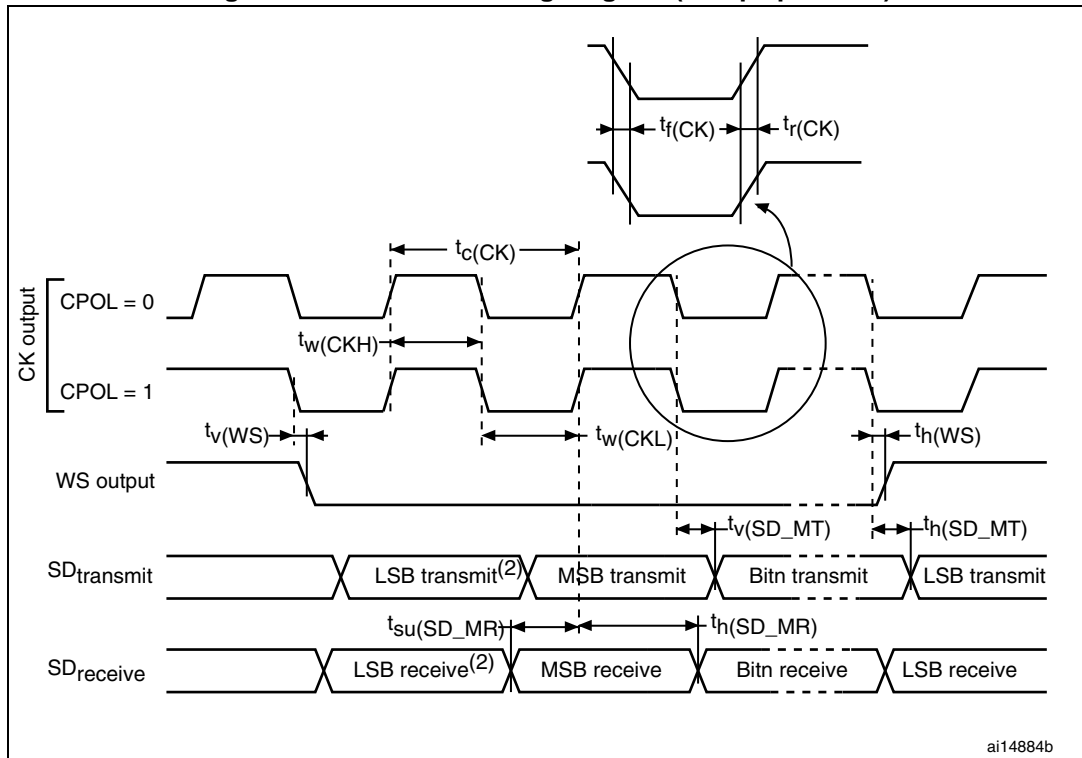 tf(CK)
tr(CK)
tc(CK)
CK output
CPOL = 0
tw(CKH)
CPOL = 1
tv(WS)
tw(CKL)
th(WS)
WS output
tv(SD_MT)
th(SD_MT)
SDtransmit
LSB transmit(2)
MSB transmit
Bitn transmit
LSB transmit
tsu(SD_MR)
th(SD_MR)
SDreceive
LSB receive(2)
MSB receive
Bitn receive
LSB receive
ai14884b